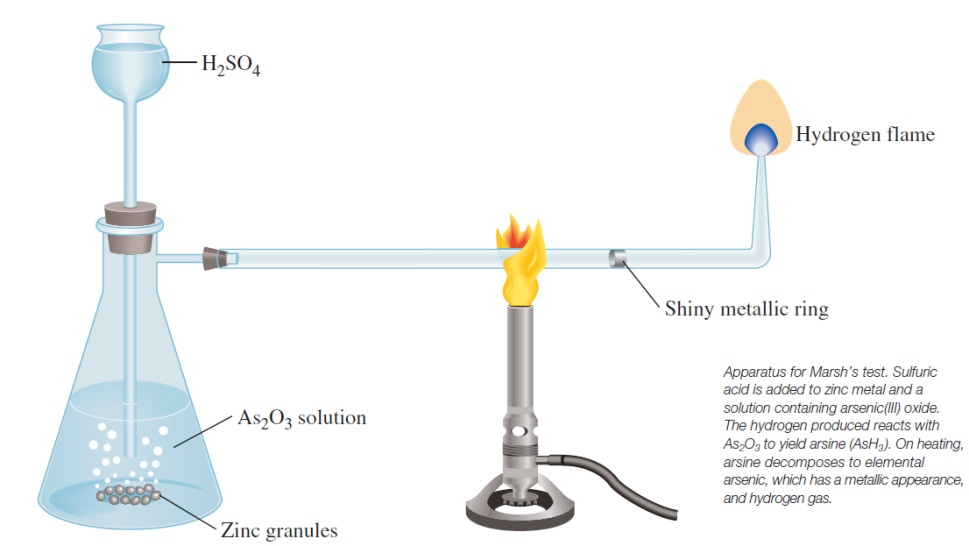 H₂SO₄
Hydrogen flame
Shiny metallic ring
As₂O₃ solution
Zinc granules
Apparatus for Marsh's test. Sulfuric
acid is added to zinc metal and a
solution containing arsenic(III) oxide.
The hydrogen produced reacts with
As₂O₃ to yield arsine (AsH₃). On heating,
arsine decomposes to elemental
arsenic, which has a metallic appearance,
and hydrogen gas.